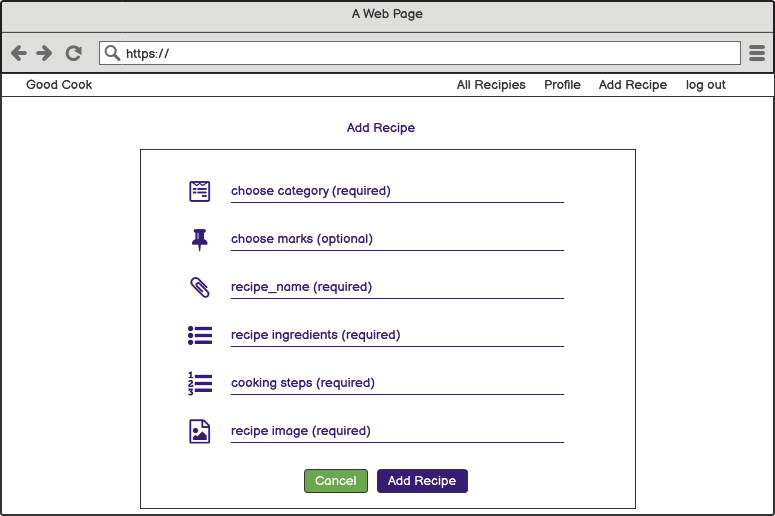 A Web Page
https://
Good Cook All Recipies Profile Add Recipe log out
Add Recipe
choose category (required)
choose marks (optional)
recipe_name (required)
recipe ingredients (required)
1
2
3
cooking steps (required)
recipe image (required)
Cancel Add Recipe